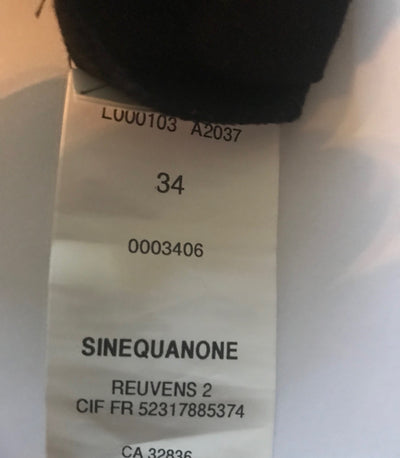 L000103 A2037
34
0003406
SINEQUANONE
REUVENS 2
CIF FR 52317885374
CA 32836